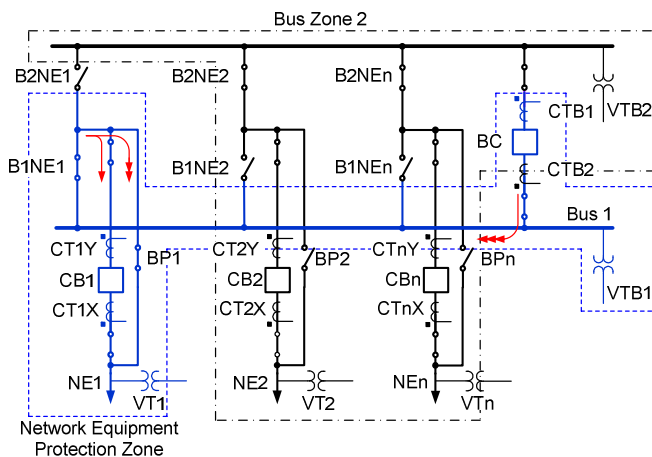 Bus Zone 2
B2NE1
B2NE2
B2NEn
CTB1
VTB2
BC
B1NE1
B1NE2
B1NEn
CTB2
Bus 1
CT1Y
BP1
CT2Y
BP2
CTnY
BPn
CB1
CB2
CBn
VTB1
CT1X
CT2X
CTnX
NE1
NE2
NEn
VT1
VT2
VTn
Network Equipment
Protection Zone